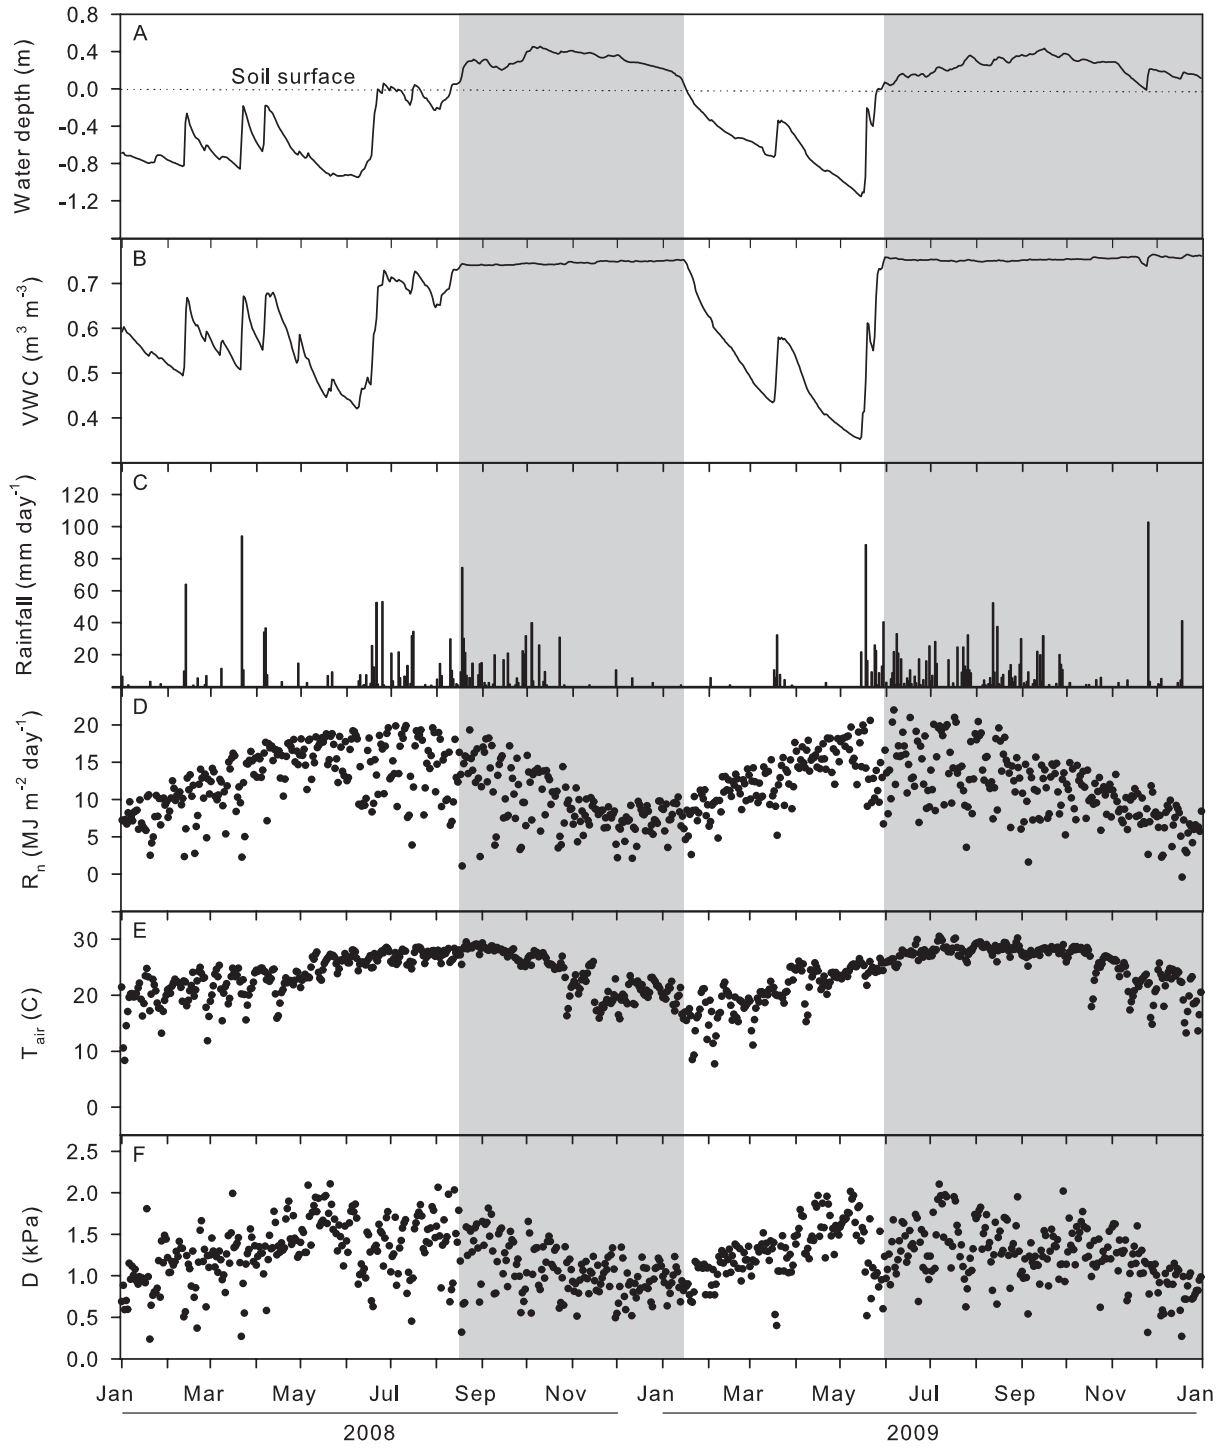 A
Soil surface
Water depth (m)
0.8
0.4
0.0
-0.4
-0.8
-1.2
B
VWC (m³ m⁻³)
0.7
0.6
0.5
0.4
C
Rainfall (mm day⁻¹)
120
100
80
60
40
20
D
Rₙ (MJ m⁻² day⁻¹)
20
15
10
5
0
E
T_air (C)
30
20
10
0
F
D (kPa)
2.5
2.0
1.5
1.0
0.5
0.0
Jan Mar May Jul Sep Nov Jan Mar May Jul Sep Nov Jan
2008 2009